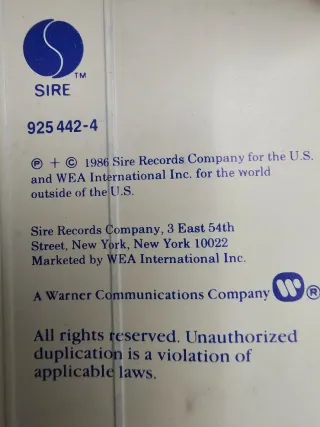 SIRE
TM
925 442-4
℗ + © 1986 Sire Records Company for the U.S.
and WEA International Inc. for the world
outside of the U.S.
Sire Records Company, 3 East 54th
Street, New York, New York 10022
Marketed by WEA International Inc.
A Warner Communications Company ®
All rights reserved. Unauthorized
duplication is a violation of
applicable laws.